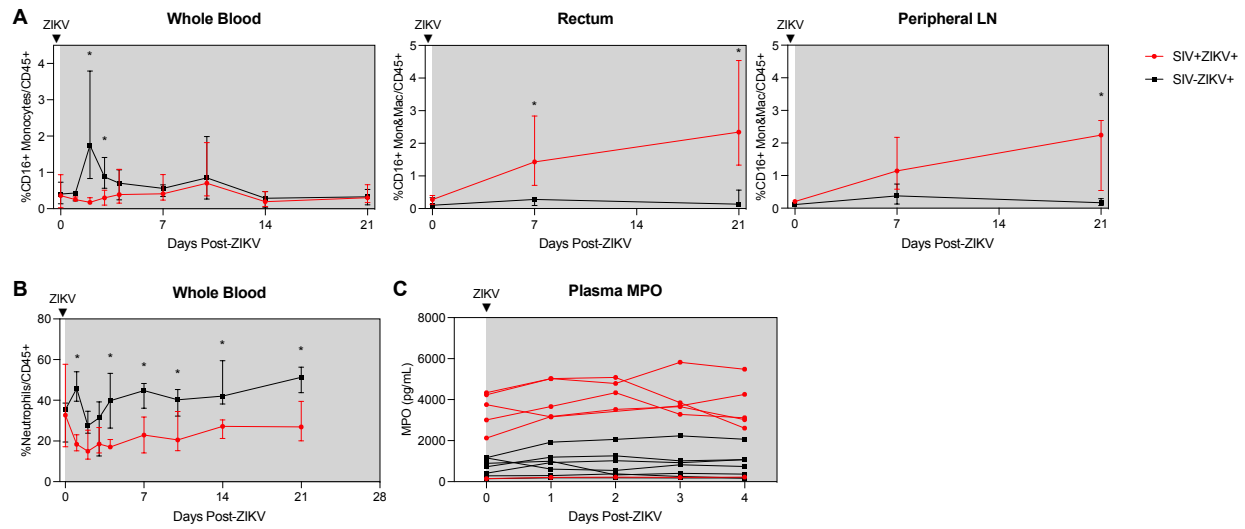 A
Whole Blood
ZIKV
%CD16+ Monocytes/CD45+
0
1
2
3
4
*
*
0
7
14
21
Days Post-ZIKV
Rectum
ZIKV
%CD16+ Mon&Mac/CD45+
0
1
2
3
4
5
*
*
0
7
14
21
Days Post-ZIKV
Peripheral LN
ZIKV
%CD16+ Mon&Mac/CD45+
0
1
2
3
4
5
*
0
7
14
21
Days Post-ZIKV
SIV+ZIKV+
SIV-ZIKV+
B
Whole Blood
ZIKV
%Neutrophils/CD45+
0
20
40
60
80
*
*
*
*
*
*
0
7
14
21
28
Days Post-ZIKV
C
Plasma MPO
ZIKV
MPO (pg/mL)
0
2000
4000
6000
8000
0
1
2
3
4
Days Post-ZIKV